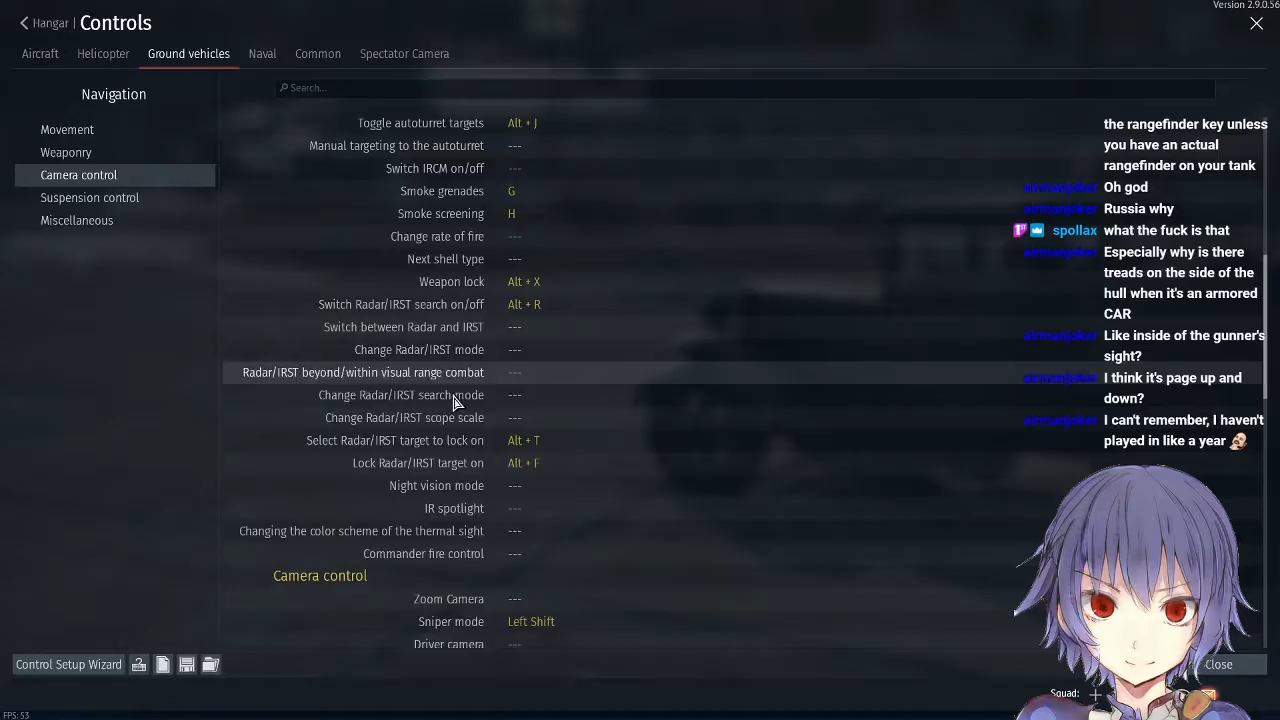 Version 2.9.0.56
Hangar | Controls
Aircraft Helicopter Ground vehicles Naval Common Spectator Camera
Navigation
Movement
Weaponry
Camera control
Suspension control
Miscellaneous
Search...
Toggle autoturret targets Alt + J
Manual targeting to the autoturret ---
Switch IRCM on/off ---
Smoke grenades G
Smoke screening H
Change rate of fire ---
Next shell type ---
Weapon lock Alt + X
Switch Radar/IRST search on/off Alt + R
Switch between Radar and IRST ---
Change Radar/IRST mode ---
Radar/IRST beyond/within visual range combat ---
Change Radar/IRST search mode ---
Change Radar/IRST scope scale ---
Select Radar/IRST target to lock on Alt + T
Lock Radar/IRST target on Alt + F
Night vision mode ---
IR spotlight ---
Changing the color scheme of the thermal sight ---
Commander fire control ---
Camera control
Zoom Camera ---
Sniper mode Left Shift
Driver camera ---
the rangefinder key unless
you have an actual
rangefinder on your tank
airmanjoker Oh god
airmanjoker Russia why
spollax what the fuck is that
airmanjoker Especially why is there
treads on the side of the
hull when it's an armored
CAR
airmanjoker Like inside of the gunner's
sight?
airmanjoker I think it's page up and
down?
airmanjoker I can't remember, I haven't
played in like a year
Control Setup Wizard
Close
Squad: +
FPS: 53